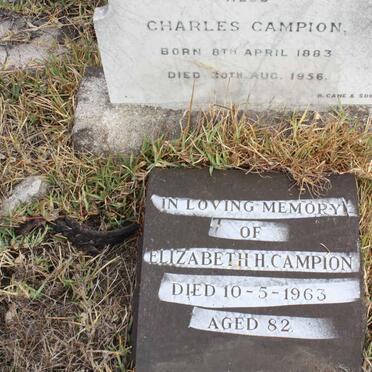 CHARLES CAMPION,
BORN 8TH APRIL 1883
DIED 30TH AUG. 1956.
IN LOVING MEMORY
OF
ELIZABETH H. CAMPION
DIED 10-5-1963
AGED 82